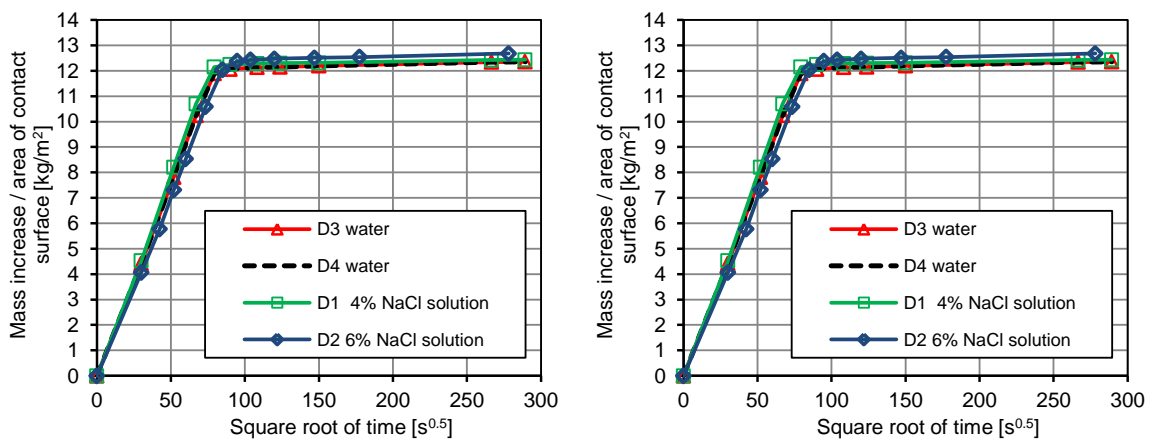 14
13
12
11
10
9
8
7
6
5
4
3
2
1
0
Mass increase / area of contact
surface [kg/m²]
D3 water
D4 water
D1 4% NaCl solution
D2 6% NaCl solution
0 50 100 150 200 250 300
Square root of time [s^0.5]
14
13
12
11
10
9
8
7
6
5
4
3
2
1
0
Mass increase / area of contact
surface [kg/m²]
D3 water
D4 water
D1 4% NaCl solution
D2 6% NaCl solution
0 50 100 150 200 250 300
Square root of time [s^0.5]